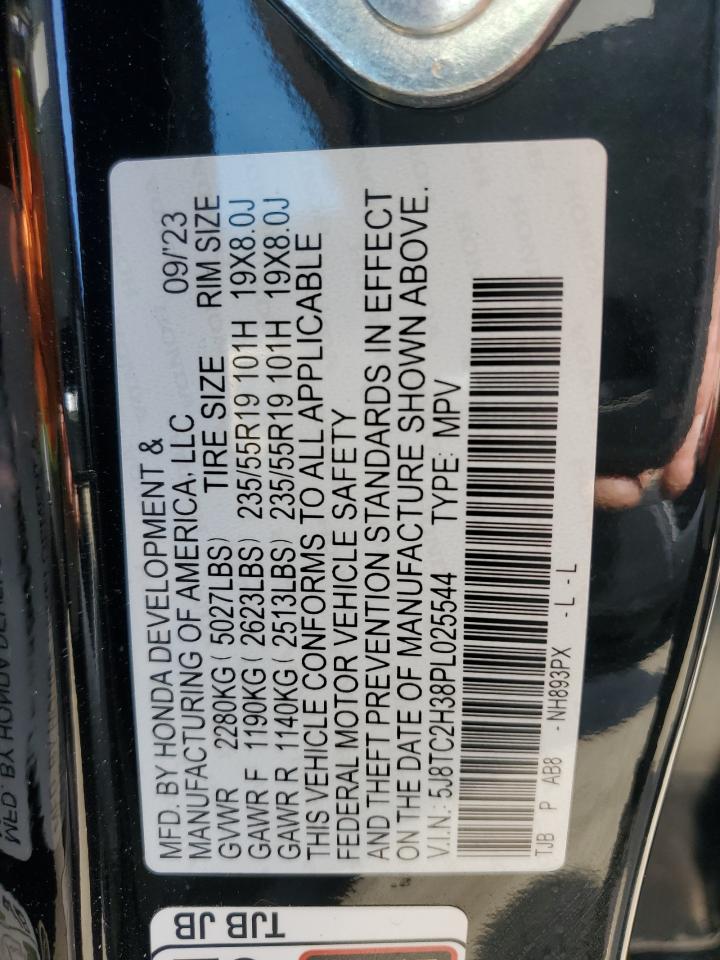 MFD. BY HONDA DEVELOPMENT & 09/'23
MANUFACTURING OF AMERICA, LLC
GVWR 2280KG ( 5027LBS) TIRE SIZE RIM SIZE
GAWR F 1190KG ( 2623LBS) 235/55R19 101H 19X8.0J
GAWR R 1140KG ( 2513LBS) 235/55R19 101H 19X8.0J
THIS VEHICLE CONFORMS TO ALL APPLICABLE
FEDERAL MOTOR VEHICLE SAFETY
AND THEFT PREVENTION STANDARDS IN EFFECT
ON THE DATE OF MANUFACTURE SHOWN ABOVE.
V.I.N.: 5J8TC2H38PL025544 TYPE: MPV
TJB P AB8 - NH893PX - L - L
TJB JB